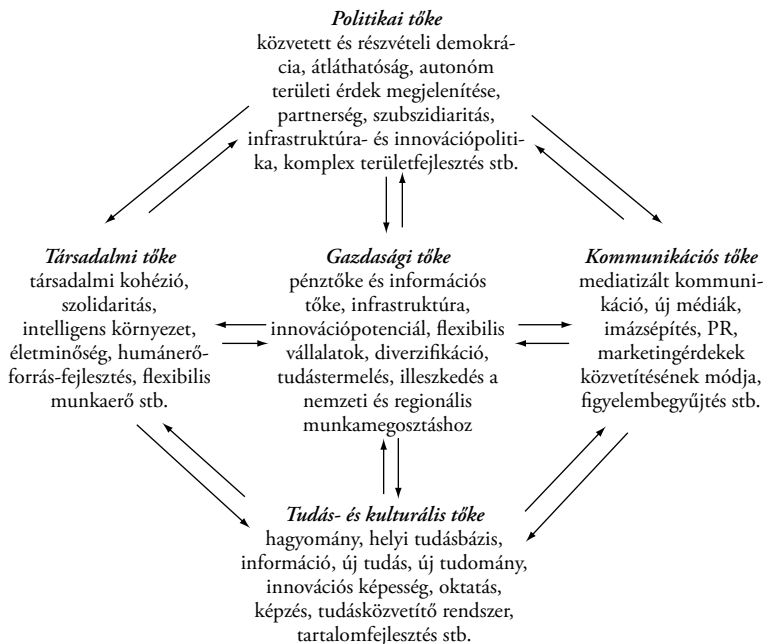 Politikai tőke
közvetett és részvételi demokrá-
cia, átláthatóság, autonóm
területi érdek megjelenítése,
partnerség, szubszidiaritás,
infrastruktúra- és innovációpoliti-
ka, komplex területfejlesztés stb.
Társadalmi tőke
társadalmi kohézió,
szolidaritás,
intelligens környezet,
életminőség, humánerő-
forrás-fejlesztés, flexibilis
munkaerő stb.
Gazdasági tőke
pénztőke és információs
tőke, infrastruktúra,
innovációpotenciál, flexibilis
vállalatok, diverzifikáció,
tudástermelés, illeszkedés a
nemzeti és regionális
munkamegosztáshoz
Kommunikációs tőke
mediatizált kommuni-
káció, új médiák,
imázsépítés, PR,
marketingérdekek
közvetítésének módja,
figyelembegyűjtés stb.
Tudás- és kulturális tőke
hagyomány, helyi tudásbázis,
információ, új tudás, új tudomány,
innovációs képesség, oktatás,
képzés, tudásközvetítő rendszer,
tartalomfejlesztés stb.